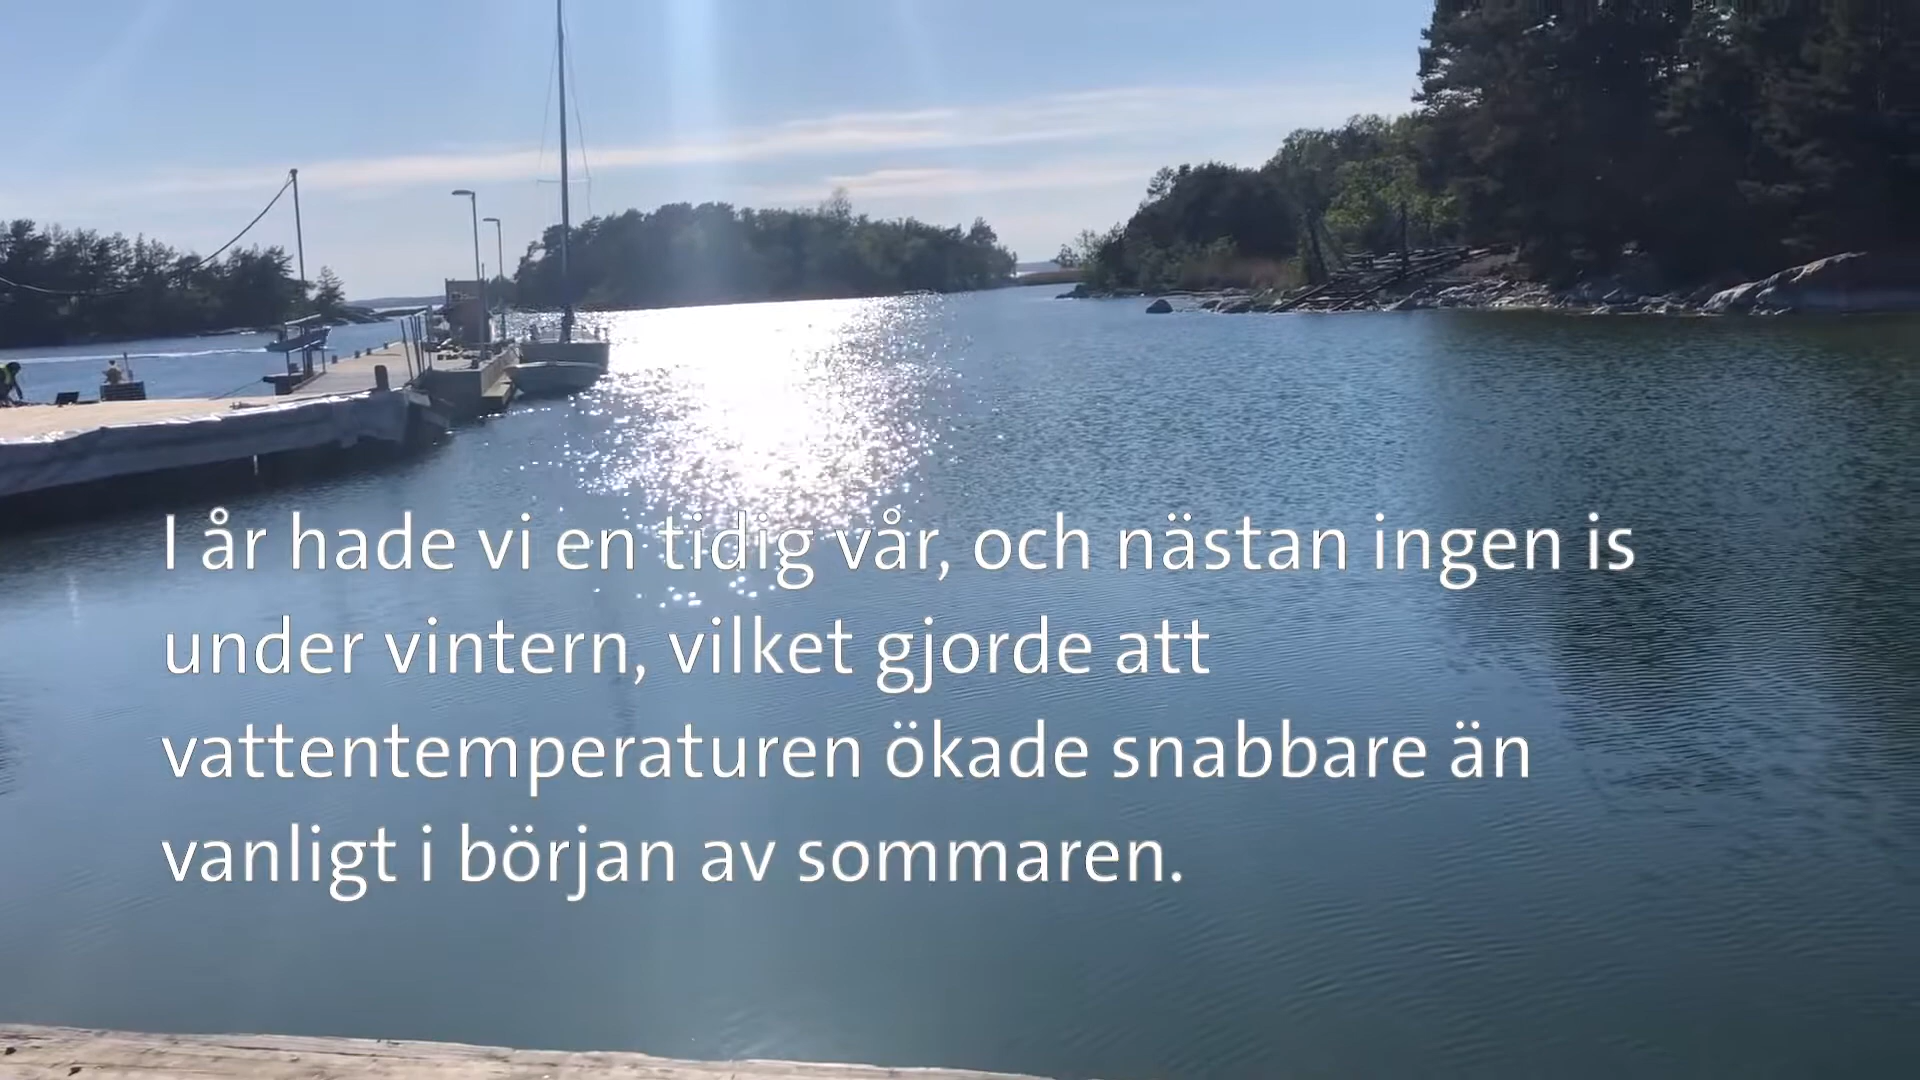 I år hade vi en tidig vår, och nästan ingen is
under vintern, vilket gjorde att
vattentemperaturen ökade snabbare än
vanligt i början av sommaren.